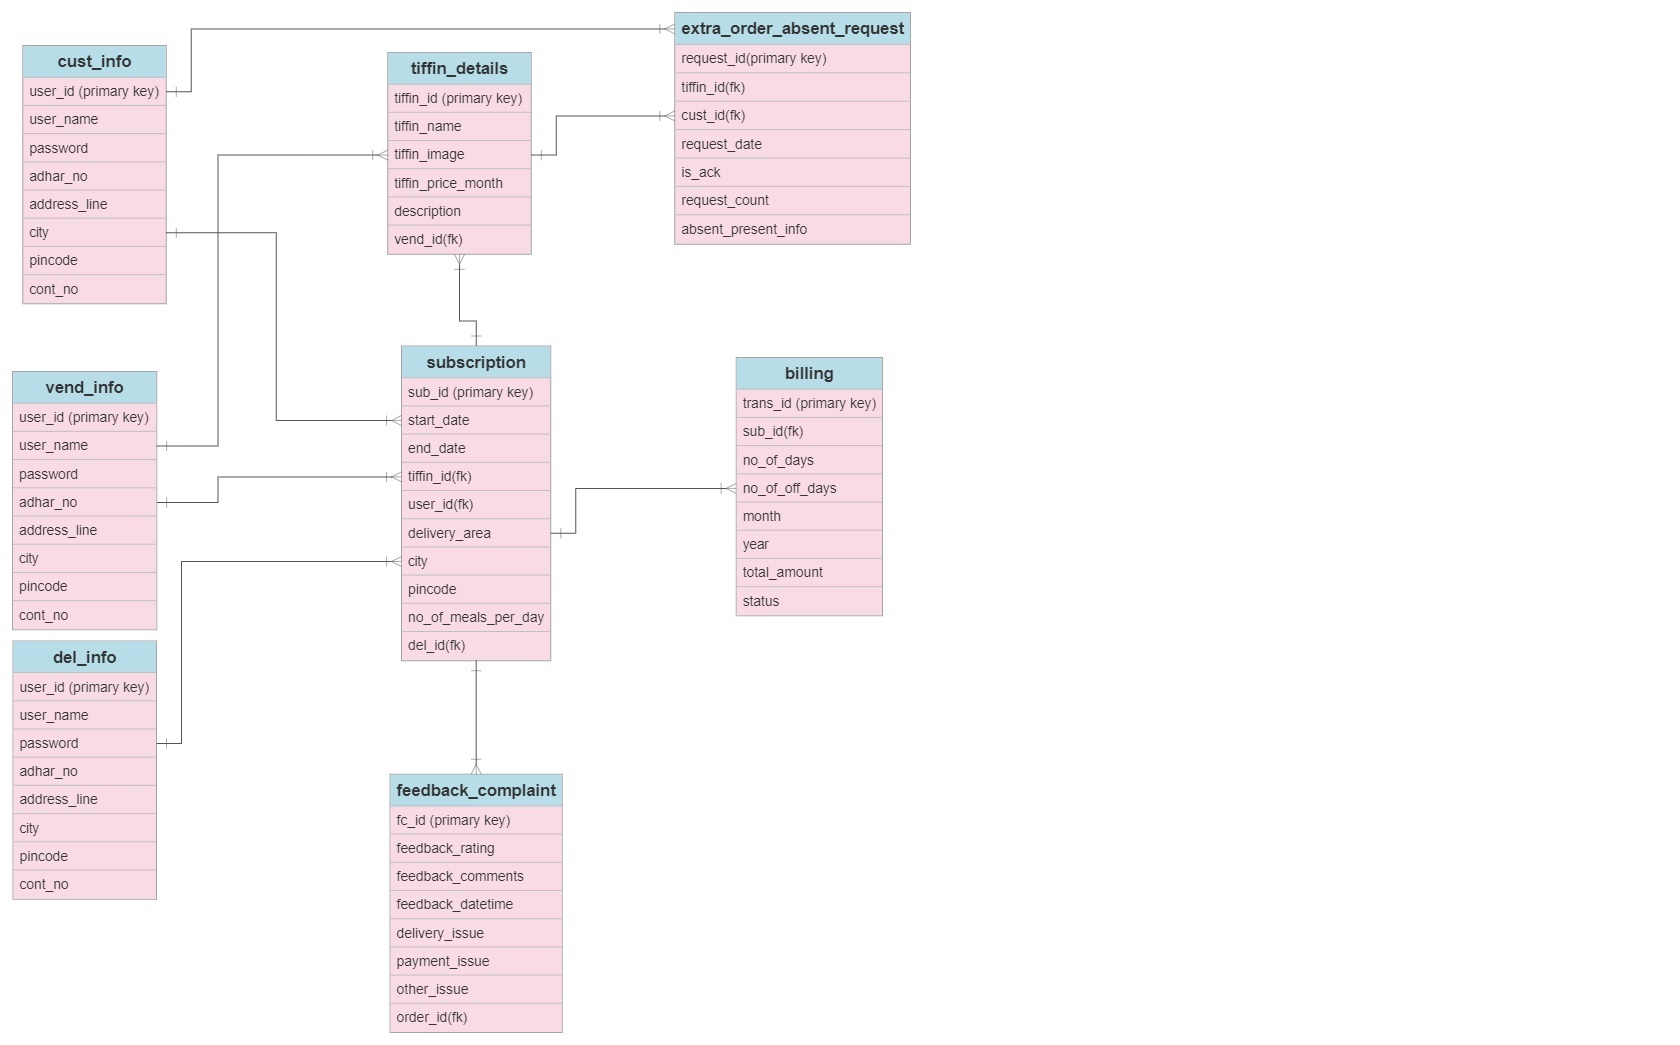 cust_info
user_id (primary key)
user_name
password
adhar_no
address_line
city
pincode
cont_no
tiffin_details
tiffin_id (primary key)
tiffin_name
tiffin_image
tiffin_price_month
description
vend_id(fk)
extra_order_absent_request
request_id(primary key)
tiffin_id(fk)
cust_id(fk)
request_date
is_ack
request_count
absent_present_info
vend_info
user_id (primary key)
user_name
password
adhar_no
address_line
city
pincode
cont_no
subscription
sub_id (primary key)
start_date
end_date
tiffin_id(fk)
user_id(fk)
delivery_area
city
pincode
no_of_meals_per_day
del_id(fk)
billing
trans_id (primary key)
sub_id(fk)
no_of_days
no_of_off_days
month
year
total_amount
status
del_info
user_id (primary key)
user_name
password
adhar_no
address_line
city
pincode
cont_no
feedback_complaint
fc_id (primary key)
feedback_rating
feedback_comments
feedback_datetime
delivery_issue
payment_issue
other_issue
order_id(fk)